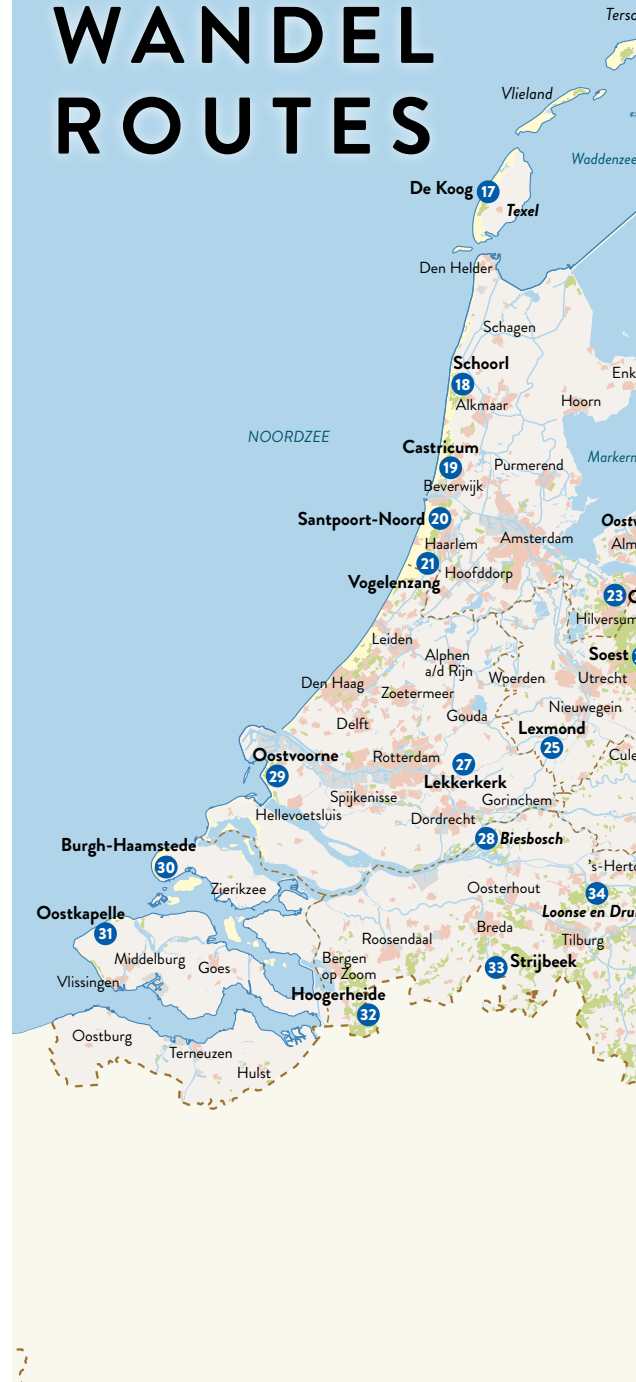 WANDEL
ROUTES
Vlieland
Waddenzee
De Koog 17
Texel
Den Helder
Schagen
Schoorl
18
Alkmaar
Hoorn
NOORDZEE
Castricum
19
Purmerend
Beverwijk
Santpoort-Noord 20
Amsterdam
Haarlem
21
Hoofddorp
Vogelenzang
23
Hilversum
Leiden
Alphen
a/d Rijn
Soest
Den Haag
Woerden
Utrecht
Zoetermeer
Nieuwegein
Gouda
Delft
Lexmond
25
Oostvoorne
29
Rotterdam
27
Lekkerkerk
Spijkenisse
Gorinchem
Hellevoetsluis
Dordrecht
28 Biesbosch
Burgh-Haamstede
30
Zierikzee
Oosterhout
34
Oostkapelle
31
Loonse en Dru
Breda
Roosendaal
Tilburg
Middelburg
Goes
Bergen
op Zoom
33 Strijbeek
Vlissingen
Hoogerheide
32
Oostburg
Terneuzen
Hulst